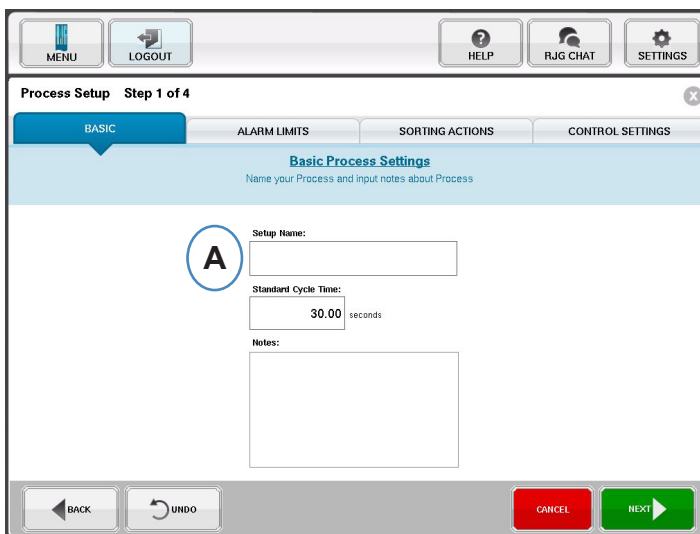 MENU LOGOUT HELP RJG CHAT SETTINGS
Process Setup Step 1 of 4
BASIC ALARM LIMITS SORTING ACTIONS CONTROL SETTINGS
Basic Process Settings
Name your Process and input notes about Process
A
Setup Name:
Standard Cycle Time:
30.00 seconds
Notes:
BACK UNDO CANCEL NEXT